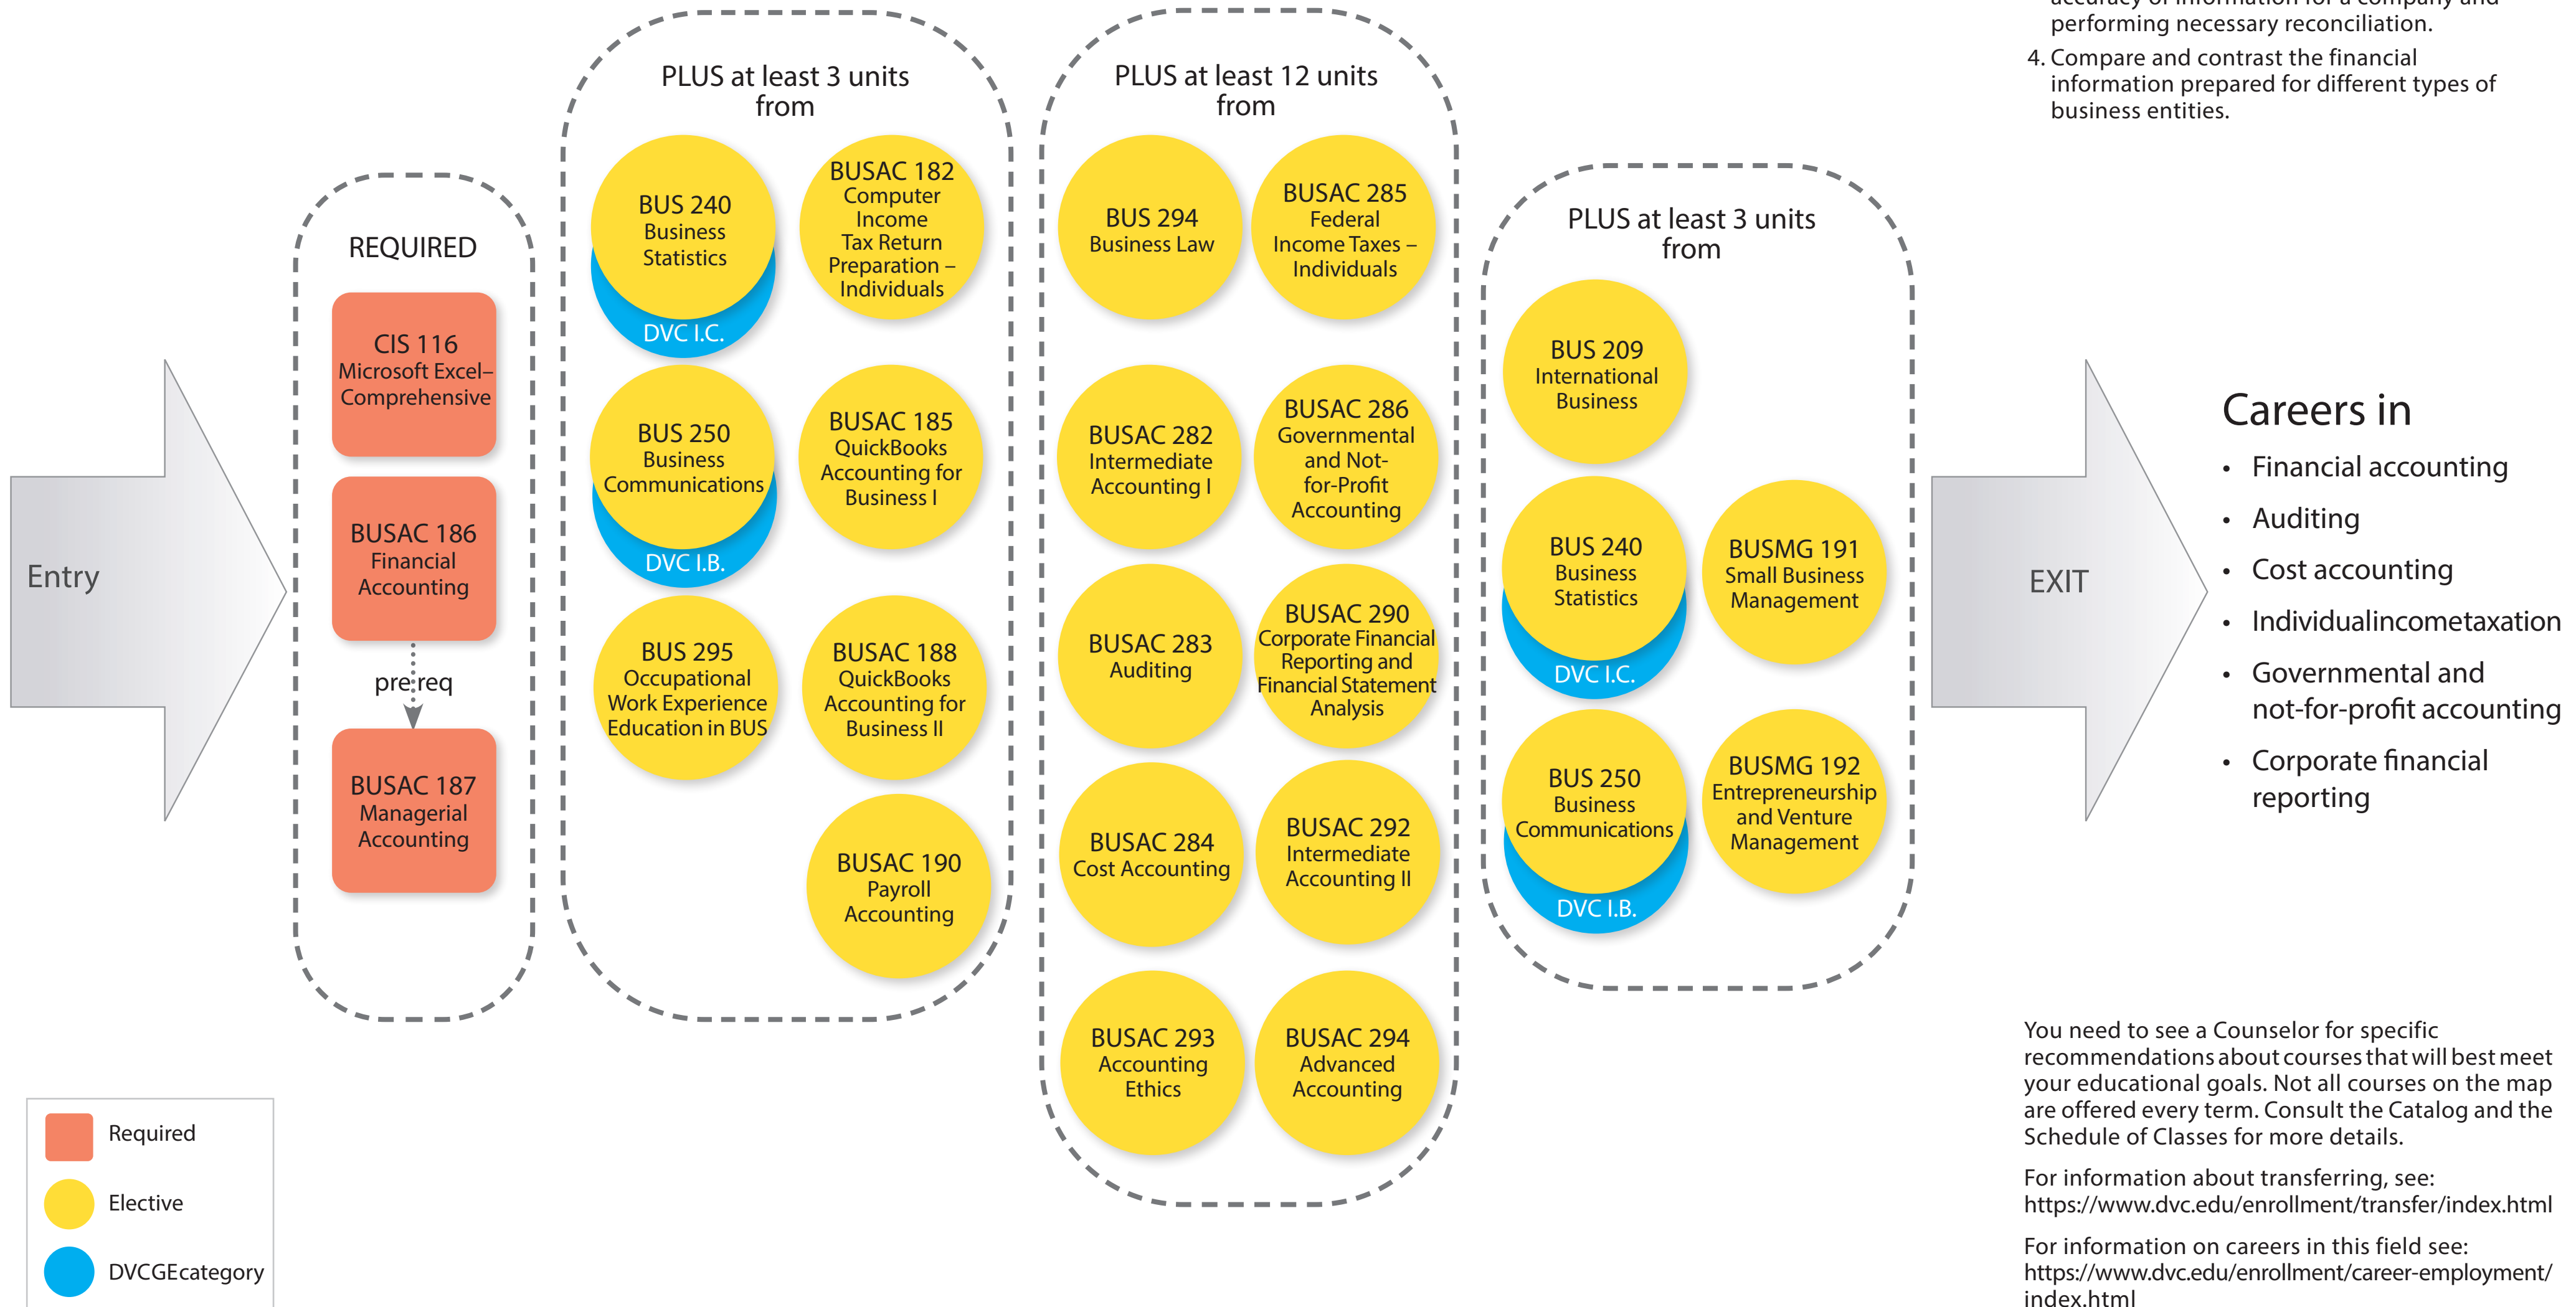 accuracy of information for a company and
performing necessary reconciliation.
4. Compare and contrast the financial
information prepared for different types of
business entities.
Entry
REQUIRED
CIS 116
Microsoft Excel–
Comprehensive
BUSAC 186
Financial
Accounting
pre req
BUSAC 187
Managerial
Accounting
PLUS at least 3 units
from
BUS 240
Business
Statistics
DVC I.C.
BUSAC 182
Computer
Income
Tax Return
Preparation –
Individuals
BUS 250
Business
Communications
DVC I.B.
BUSAC 185
QuickBooks
Accounting for
Business I
BUS 295
Occupational
Work Experience
Education in BUS
BUSAC 188
QuickBooks
Accounting for
Business II
BUSAC 190
Payroll
Accounting
PLUS at least 12 units
from
BUS 294
Business Law
BUSAC 285
Federal
Income Taxes –
Individuals
BUSAC 282
Intermediate
Accounting I
BUSAC 286
Governmental
and Not-
for-Profit
Accounting
BUSAC 283
Auditing
BUSAC 290
Corporate Financial
Reporting and
Financial Statement
Analysis
BUSAC 284
Cost Accounting
BUSAC 292
Intermediate
Accounting II
BUSAC 293
Accounting
Ethics
BUSAC 294
Advanced
Accounting
PLUS at least 3 units
from
BUS 209
International
Business
BUS 240
Business
Statistics
DVC I.C.
BUSMG 191
Small Business
Management
BUS 250
Business
Communications
DVC I.B.
BUSMG 192
Entrepreneurship
and Venture
Management
EXIT
Careers in
• Financial accounting
• Auditing
• Cost accounting
• Individualincometaxation
• Governmental and
not-for-profit accounting
• Corporate financial
reporting
Required
Elective
DVCGEcategory
You need to see a Counselor for specific
recommendations about courses that will best meet
your educational goals. Not all courses on the map
are offered every term. Consult the Catalog and the
Schedule of Classes for more details.
For information about transferring, see:
https://www.dvc.edu/enrollment/transfer/index.html
For information on careers in this field see:
https://www.dvc.edu/enrollment/career-employment/
index.html